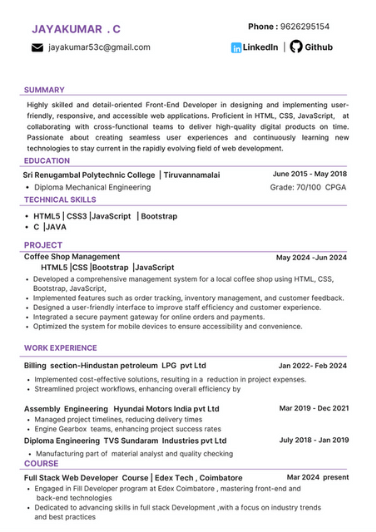 JAYAKUMAR . C
Phone : 9626295154
jayakumar53c@gmail.com
in LinkedIn | Github
SUMMARY
Highly skilled and detail-oriented Front-End Developer in designing and implementing user-
friendly, responsive, and accessible web applications. Proficient in HTML, CSS, JavaScript, at
collaborating with cross-functional teams to deliver high-quality digital products on time.
Passionate about creating seamless user experiences and continuously learning new
technologies to stay current in the rapidly evolving field of web development.
EDUCATION
Sri Renugambal Polytechnic College | Tiruvannamalai June 2015 - May 2018
• Diploma Mechanical Engineering Grade: 70/100 CPGA
TECHNICAL SKILLS
• HTML5 | CSS3 |JavaScript | Bootstrap
• C |JAVA
PROJECT
Coffee Shop Management May 2024 -Jun 2024
HTML5 |CSS |Bootstrap |JavaScript
• Developed a comprehensive management system for a local coffee shop using HTML, CSS,
Bootstrap, JavaScript,
• Implemented features such as order tracking, inventory management, and customer feedback.
• Designed a user-friendly interface to improve staff efficiency and customer experience.
• Integrated a secure payment gateway for online orders and payments.
• Optimized the system for mobile devices to ensure accessibility and convenience.
WORK EXPERIENCE
Billing section-Hindustan petroleum LPG pvt Ltd Jan 2022- Feb 2024
• Implemented cost-effective solutions, resulting in a reduction in project expenses.
• Streamlined project workflows, enhancing overall efficiency by
Assembly Engineering Hyundai Motors India pvt Ltd Mar 2019 - Dec 2021
• Managed project timelines, reducing delivery times
• Engine Gearbox teams, enhancing project success rates
Diploma Engineering TVS Sundaram Industries pvt Ltd July 2018 - Jan 2019
• Manufacturing part of material analyst and quality checking
COURSE
Full Stack Web Developer Course | Edex Tech , Coimbatore Mar 2024 present
• Engaged in Fill Developer program at Edex Coimbatore , mastering front-end and
back-end technologies
• Dedicated to advancing skills in full stack Development ,with a focus on industry trends
and best practices